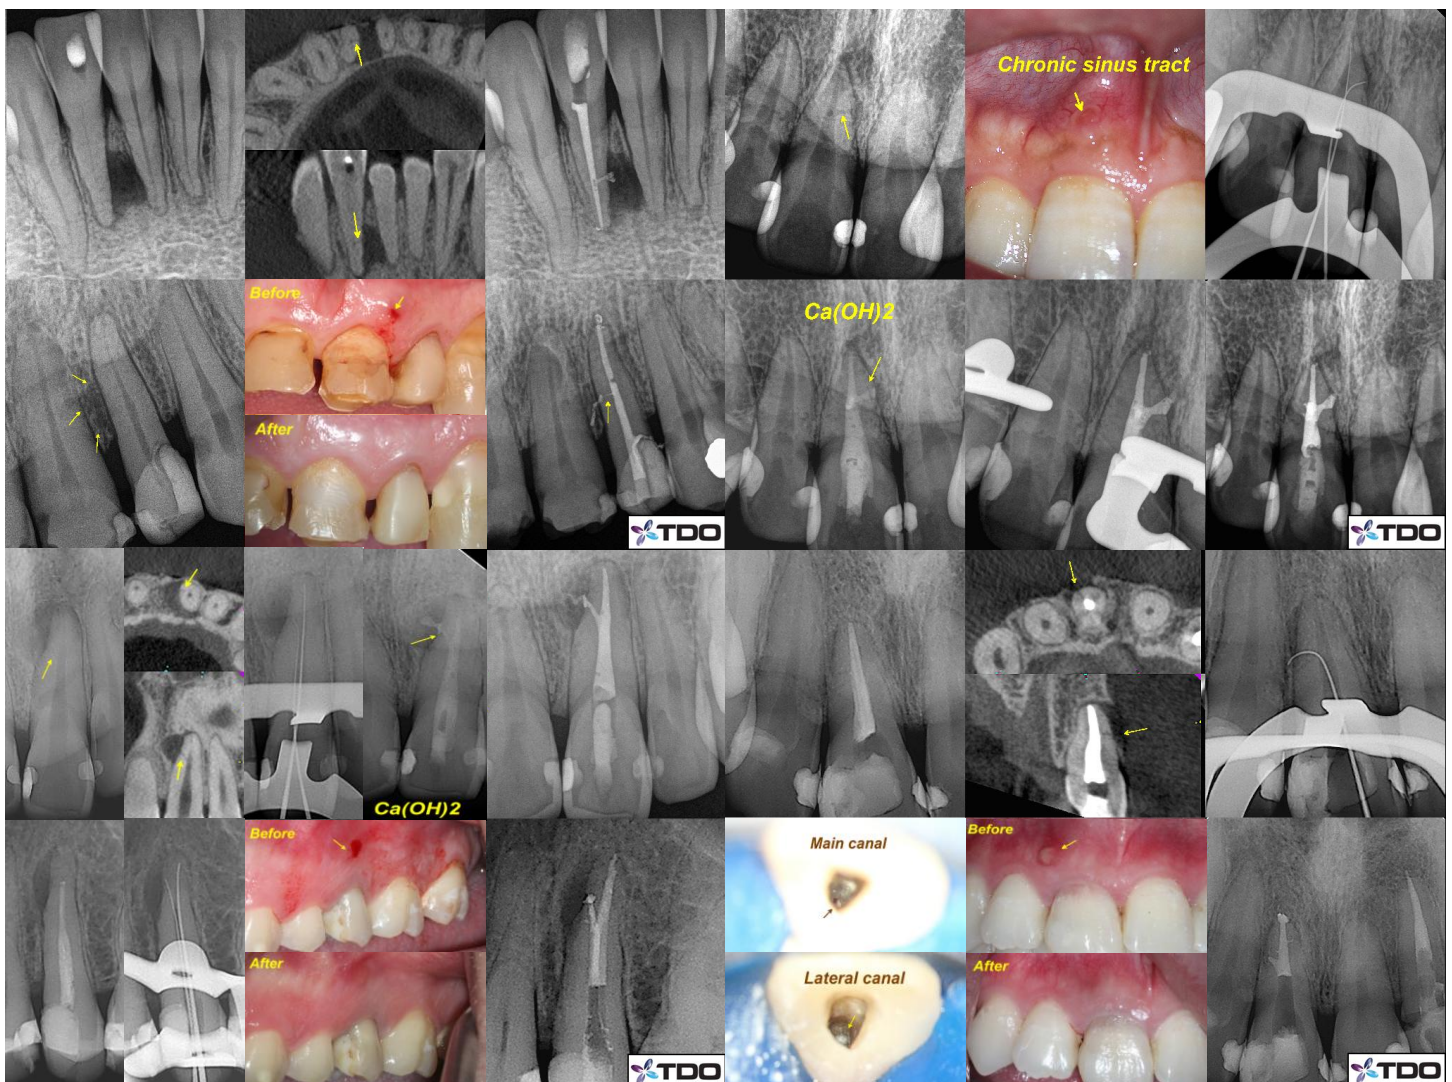 Chronic sinus tract
Before
After
TDO
Ca(OH)2
TDO
Ca(OH)2
Before
After
TDO
Main canal
Lateral canal
Before
After
TDO